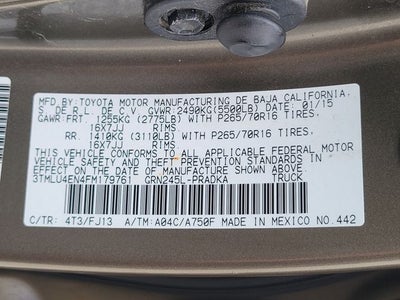 MFD. BY:TOYOTA MOTOR MANUFACTURING DE BAJA CALIFORNIA
S. DE R.L. DE C.V. GVWR 2490KG(5500LB) DATE: 01/15
GAWR-FRT. 1255KG (2775LB) WITH P265/70R16 TIRES,
16X7JJ RIMS.
RR. 1410KG (3110LB) WITH P265/70R16 TIRES,
16X7JJ RIMS.
THIS VEHICLE CONFORMS TO ALL APPLICABLE FEDERAL MOTOR
VEHICLE SAFETY AND THEFT PREVENTION STANDARDS IN
EFFECT ON THE DATE OF MANUFACTURE SHOWN ABOVE.
3TMLU4EN4FM179761 GRN245L-PRADKA TRUCK
C/TR: 4T3/FJ13 A/TM: A04C/A750F MADE IN MEXICO NO.442